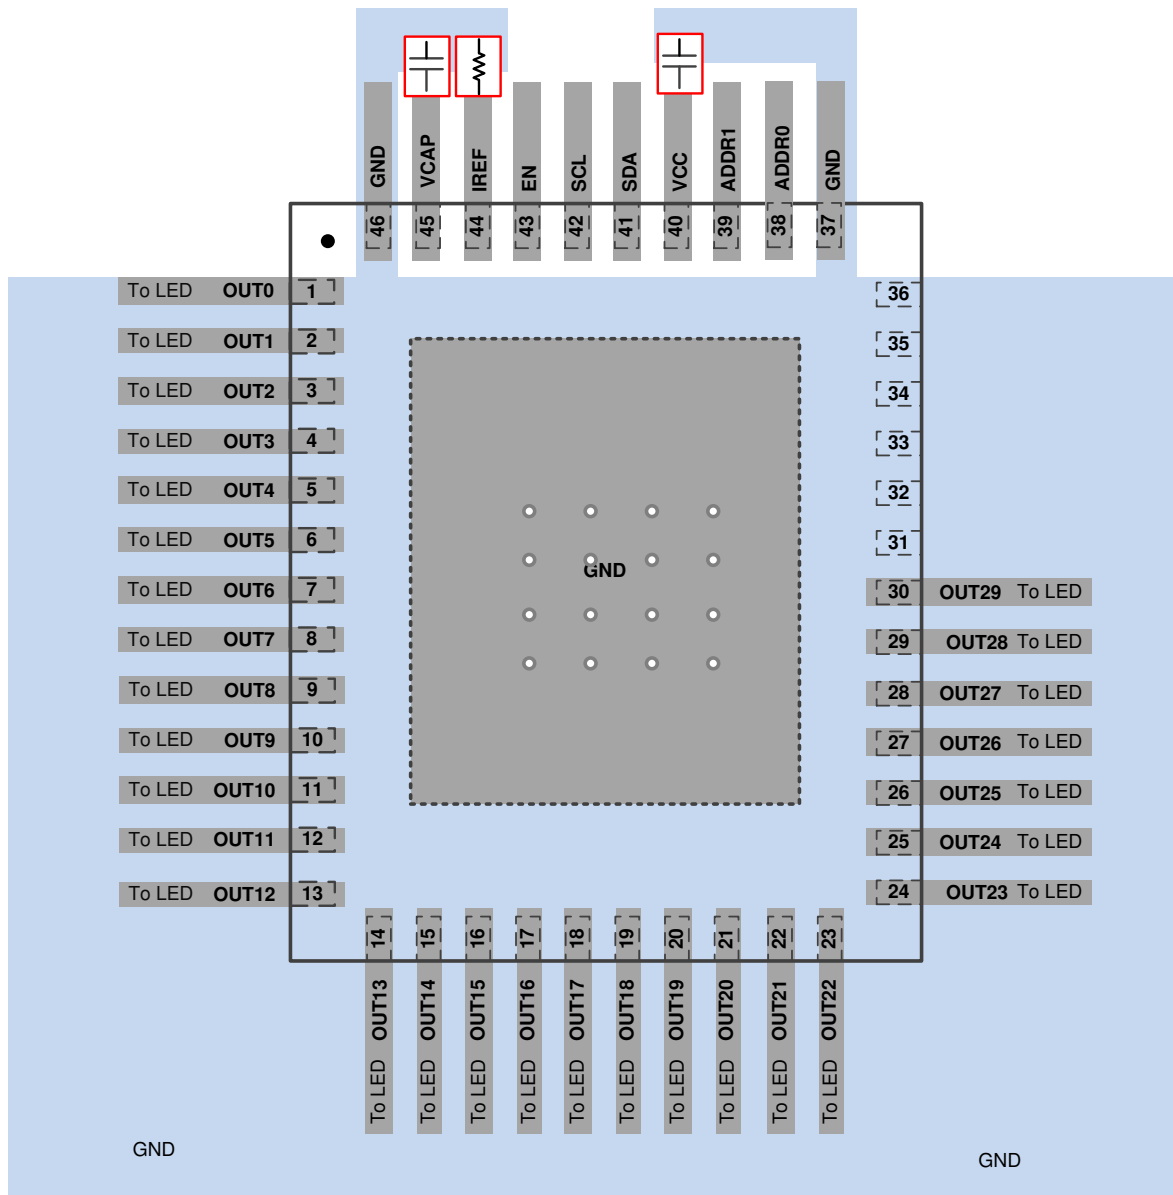 GND
VCAP
IREF
EN
SCL
SDA
VCC
ADDR1
ADDR0
GND
46
45
44
43
42
41
40
39
38
37
To LED OUT0 1
To LED OUT1 2
To LED OUT2 3
To LED OUT3 4
To LED OUT4 5
To LED OUT5 6
To LED OUT6 7
To LED OUT7 8
To LED OUT8 9
To LED OUT9 10
To LED OUT10 11
To LED OUT11 12
To LED OUT12 13
GND
36
35
34
33
32
31
30 OUT29 To LED
29 OUT28 To LED
28 OUT27 To LED
27 OUT26 To LED
26 OUT25 To LED
25 OUT24 To LED
24 OUT23 To LED
To LED OUT13 14
To LED OUT14 15
To LED OUT15 16
To LED OUT16 17
To LED OUT17 18
To LED OUT18 19
To LED OUT19 20
To LED OUT20 21
To LED OUT21 22
To LED OUT22 23
GND
GND